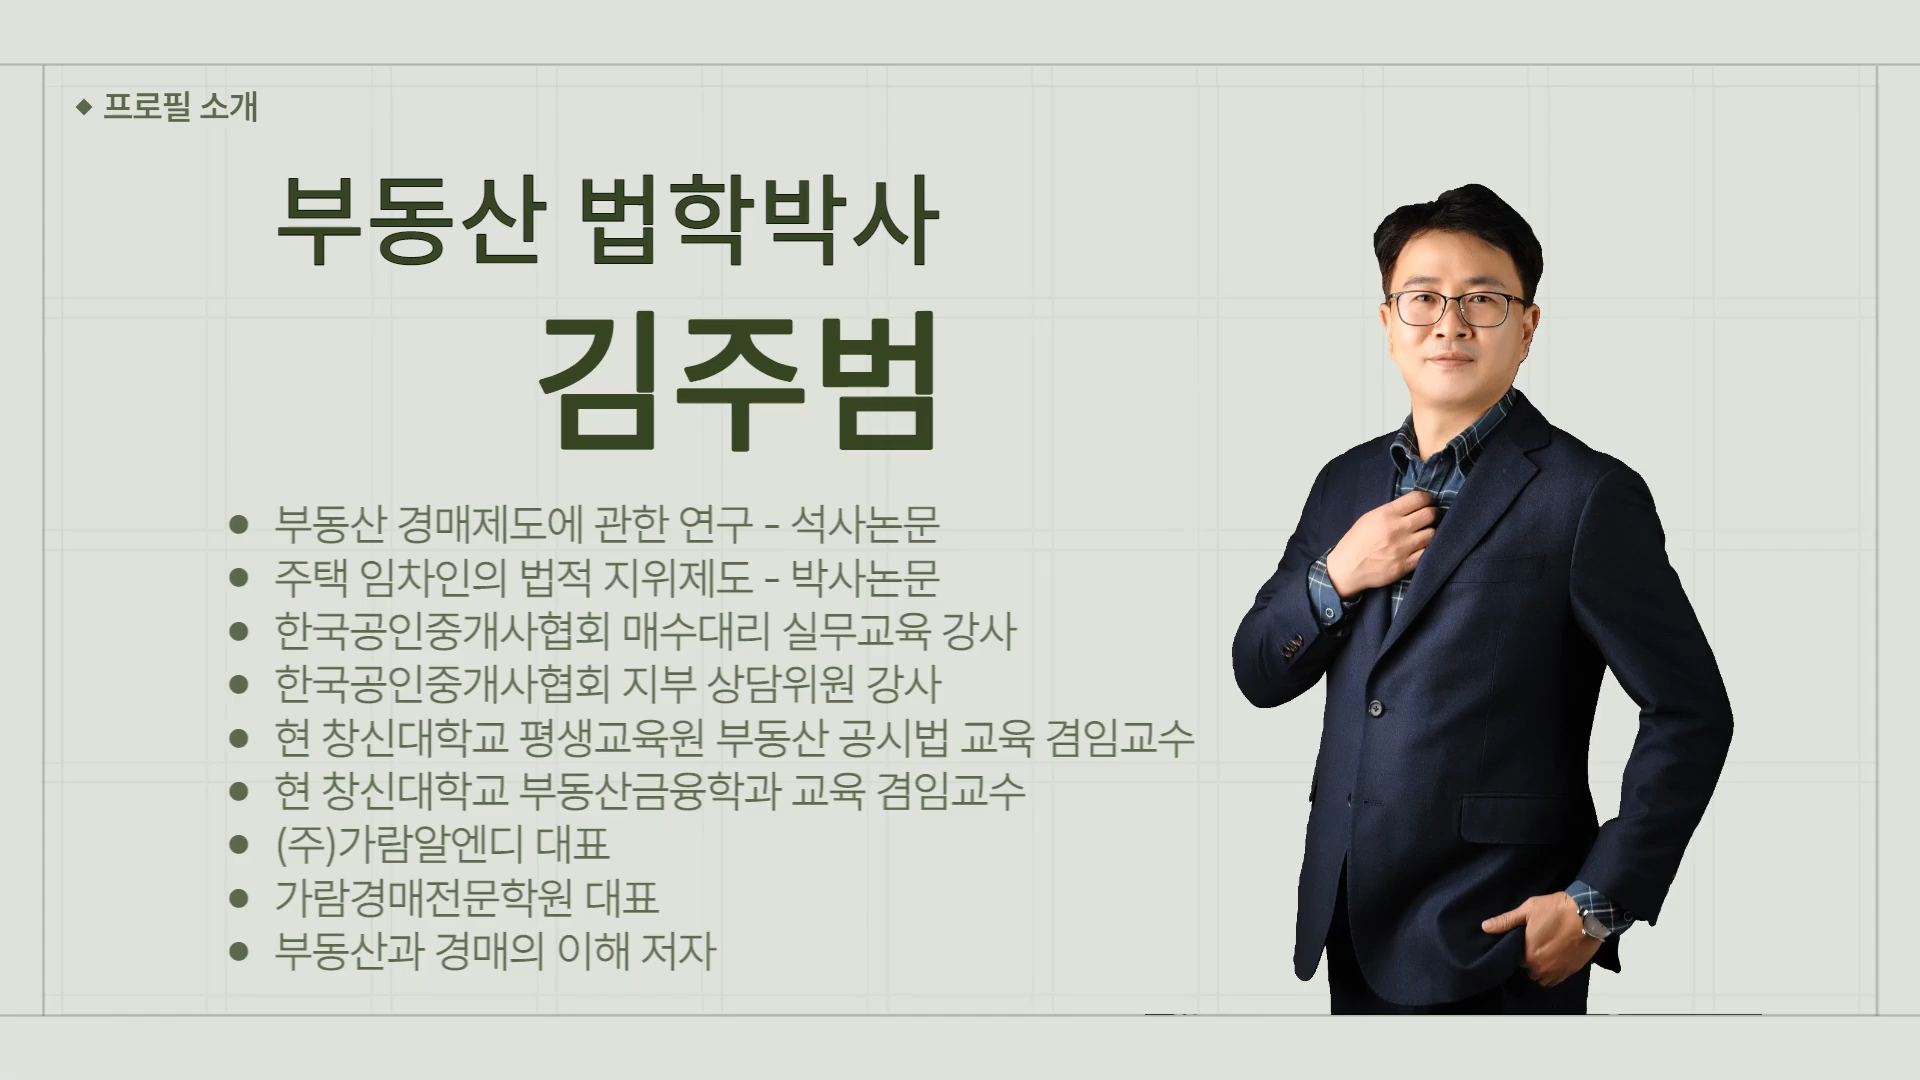 ◆ 프로필 소개
부동산 법학박사
김주범
● 부동산 경매제도에 관한 연구 - 석사논문
● 주택 임차인의 법적 지위제도 - 박사논문
● 한국공인중개사협회 매수대리 실무교육 강사
● 한국공인중개사협회 지부 상담위원 강사
● 현 창신대학교 평생교육원 부동산 공시법 교육 겸임교수
● 현 창신대학교 부동산금융학과 교육 겸임교수
● (주)가람알엔디 대표
● 가람경매전문학원 대표
● 부동산과 경매의 이해 저자